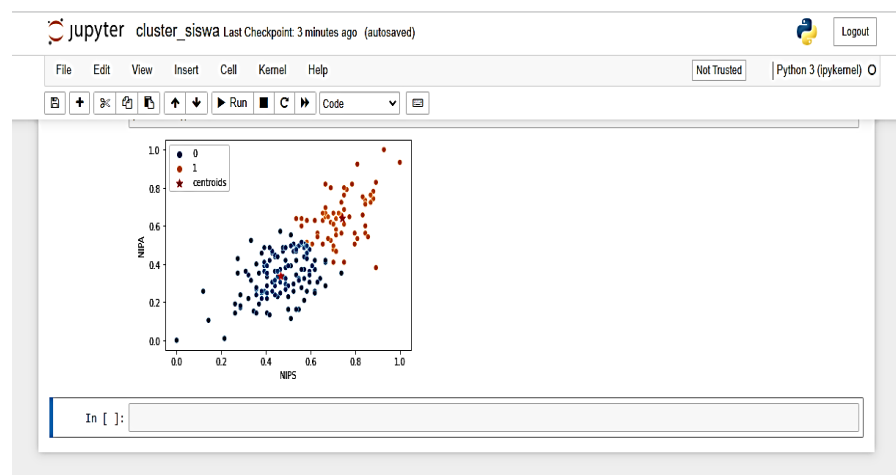 jupyter cluster_siswa Last Checkpoint: 3 minutes ago (autosaved)
Logout
File Edit View Insert Cell Kernel Help
Not Trusted
Python 3 (ipykernel)
Run
Code
0
1
centroids
1.0
0.8
0.6
0.4
0.2
0.0
NIPA
0.0 0.2 0.4 0.6 0.8 1.0
NIPS
In [ ]: